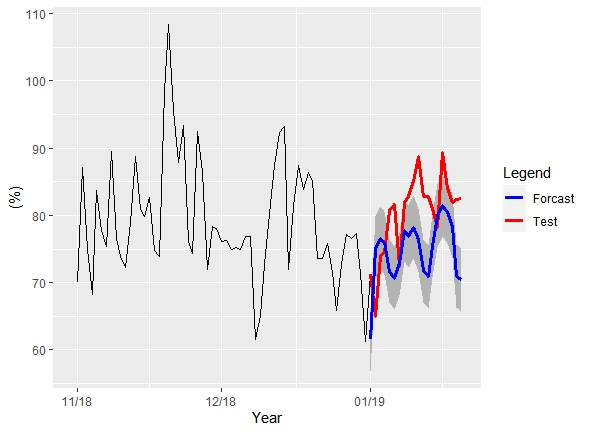 110
100
90
80
70
60
(%)
11/18
12/18
01/19
Year
Legend
Forcast
Test